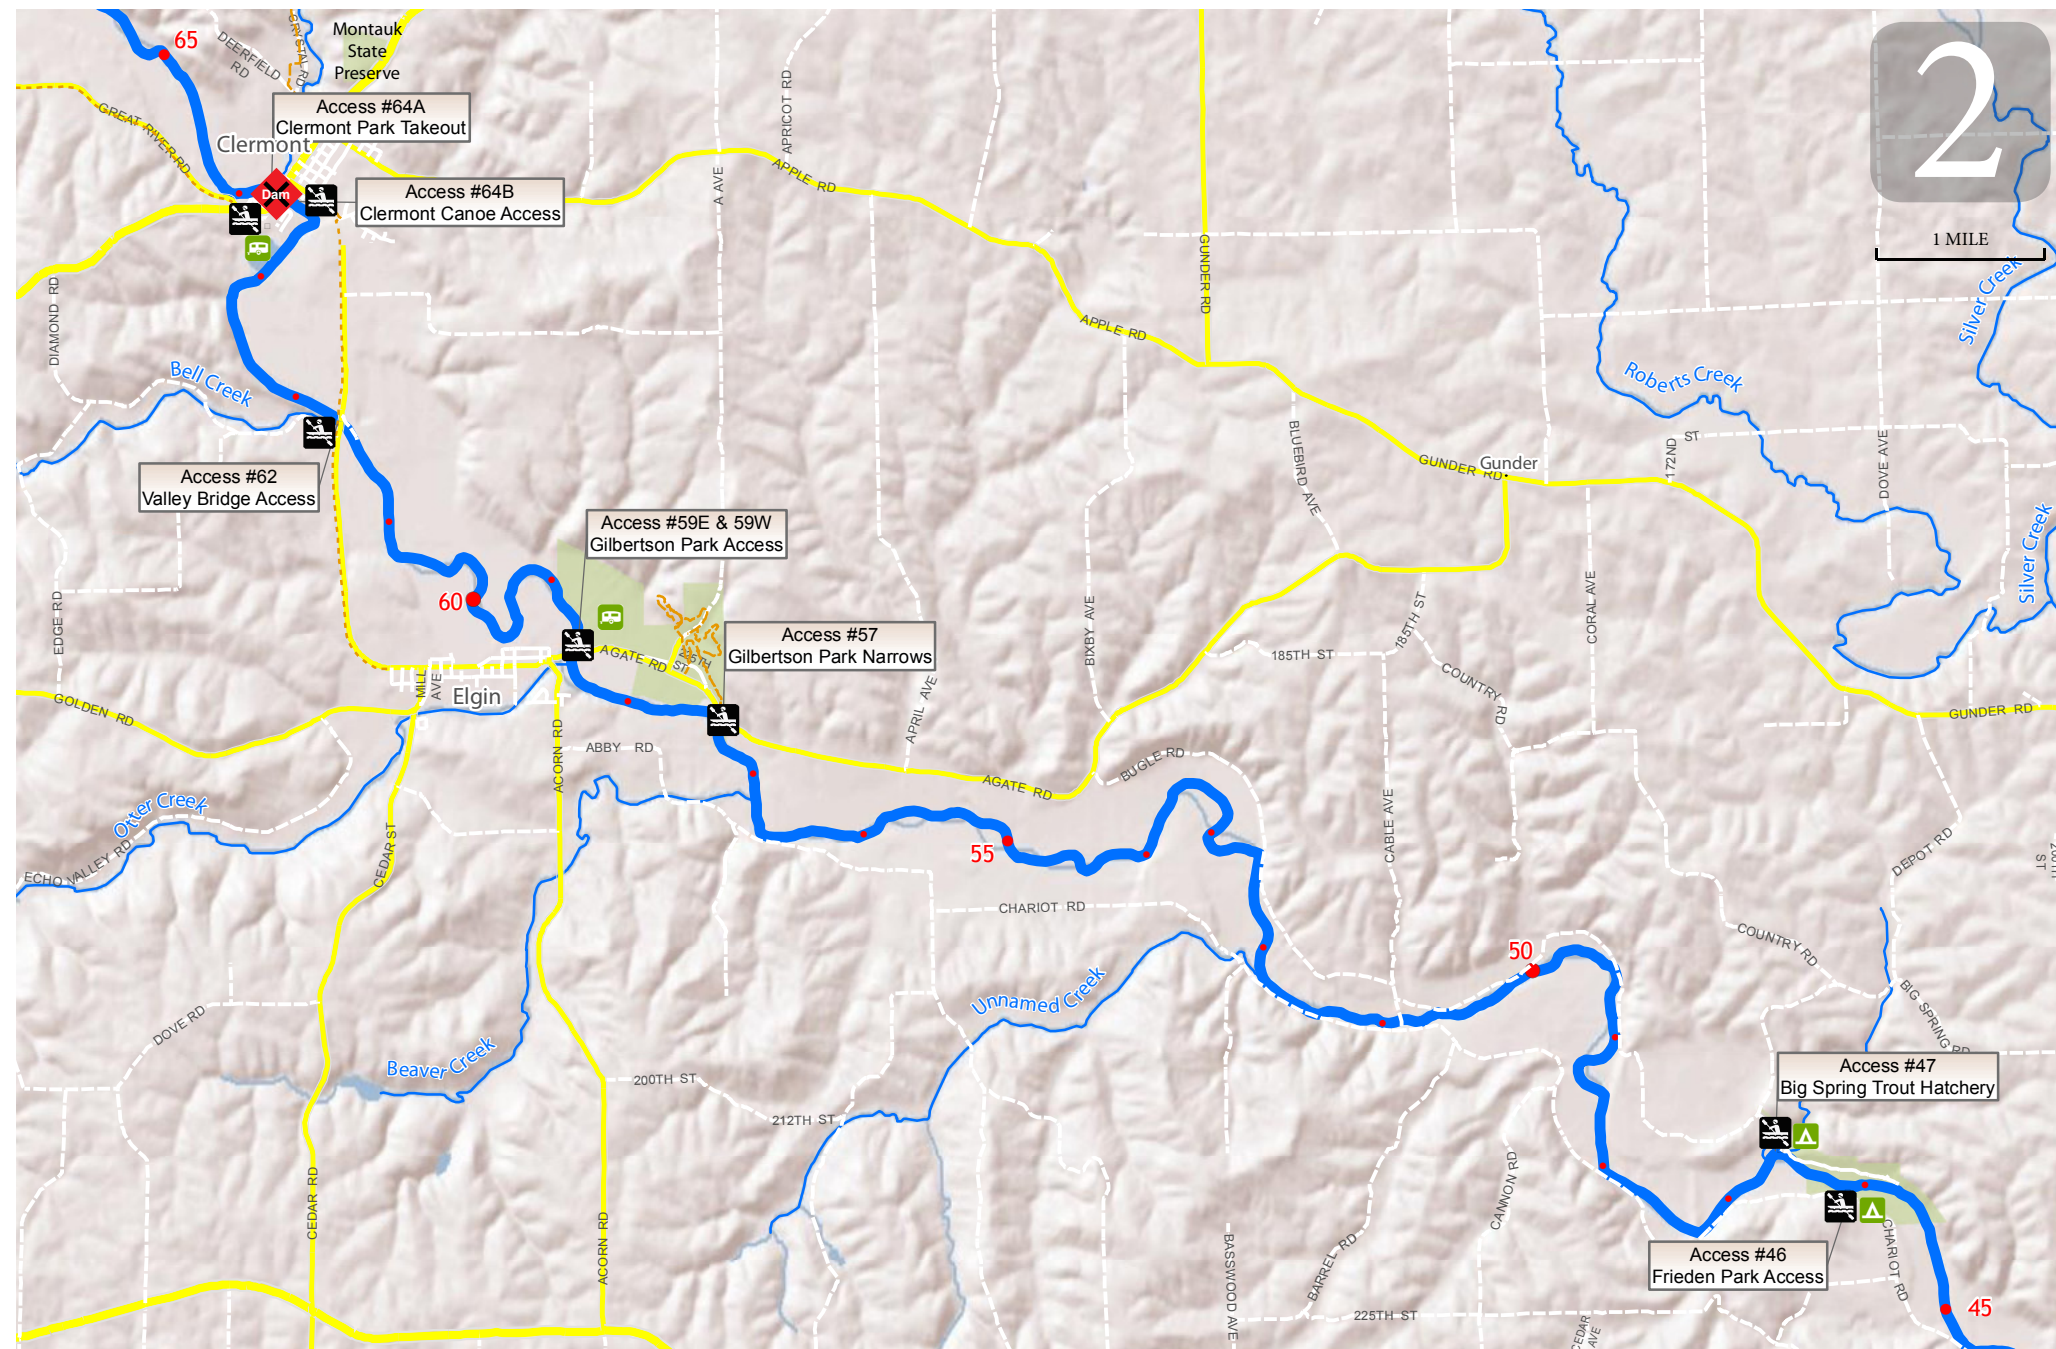 65
DEERFIELD
RD
CRYSTAL RD
Montauk
State
Preserve
2
1 MILE
GREAT RIVER RD
Access #64A
Clermont Park Takeout
Clermont
Dam
Access #64B
Clermont Canoe Access
APRICOT RD
A AVE
APPLE RD
GUNDER RD
Silver Creek
DIAMOND RD
APPLE RD
Bell Creek
Roberts Creek
Access #62
Valley Bridge Access
BLUEBIRD AVE
GUNDER RD
Gunder
172ND ST
DOVE AVE
Silver Creek
Access #59E & 59W
Gilbertson Park Access
60
EDGE RD
BIXBY AVE
CORAL AVE
185TH ST
185TH ST
Access #57
Gilbertson Park Narrows
AGATE RD
ST
MILL
AVE
Elgin
GOLDEN RD
APRIL AVE
COUNTRY
RD
GUNDER RD
ACORN RD
ABBY RD
BUGLE RD
AGATE RD
Otter Creek
ECHO VALLEY RD
CEDAR ST
CABLE AVE
55
DEPOT RD
200TH
ST
CHARIOT RD
50
COUNTRY RD
Unnamed Creek
BIG SPRING RD
DOVE RD
Beaver Creek
200TH ST
212TH ST
Access #47
Big Spring Trout Hatchery
CEDAR RD
ACORN RD
BASWOOD AVE
BARREL RD
CANNON RD
CHARIOT RD
Access #46
Frieden Park Access
225TH ST
CEDAR
AVE
45